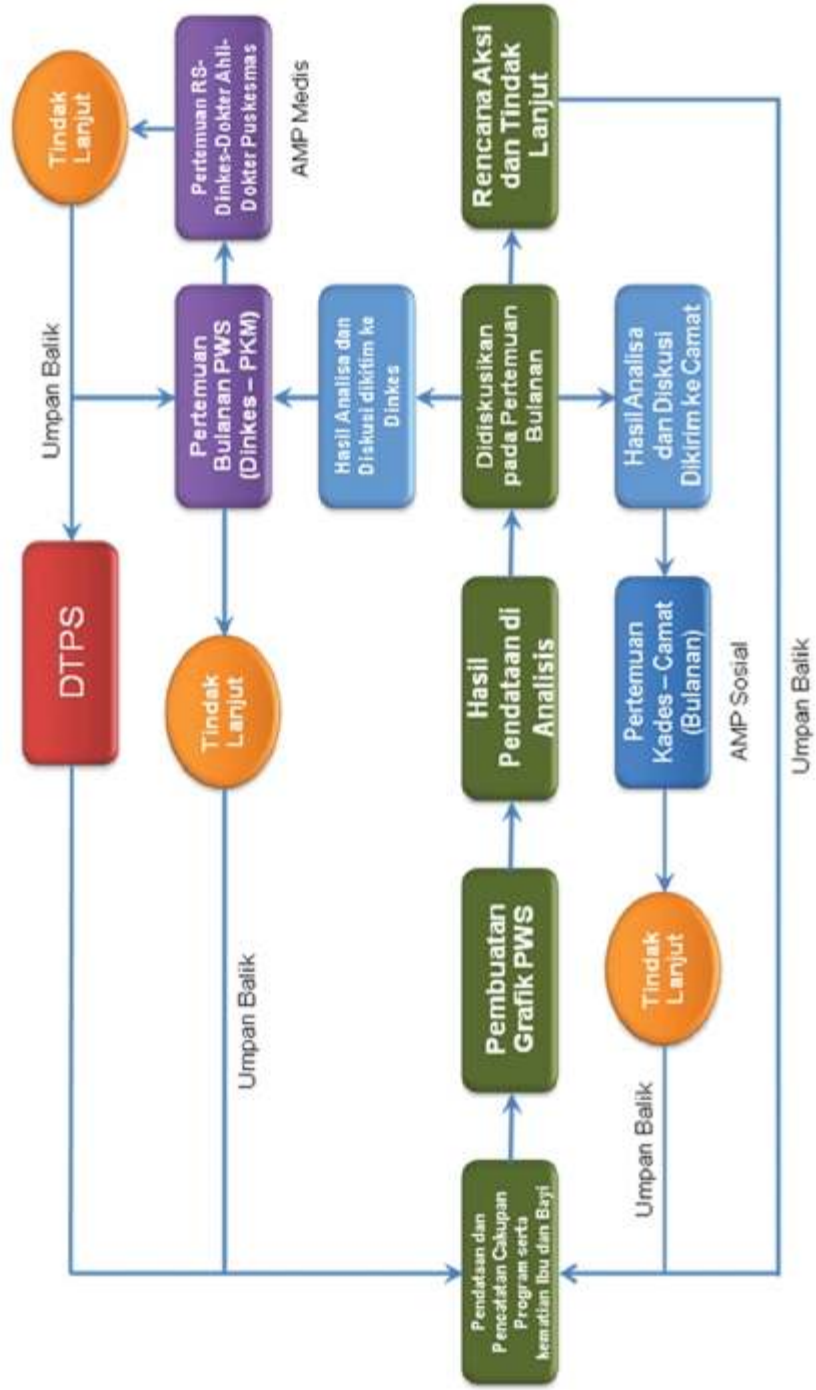 Tindak
Lanjut
Umpan Balik
Pertemuan RS-
Dinkes-Dokter Ahli-
Dokter Puskesmas
AMP Medis
DTPS
Pertemuan
Bulanan PWS
(Dinkes – PKM)
Tindak
Lanjut
Umpan Balik
Hasil Analisa dan
Diskusi dikitim ke
Dinkes
Pendataan dan
Pencatatan Cakupan
Program serta
kematian Ibu dan Bayi
Pembuatan
Grafik PWS
Hasil
Pendataan di
Analisis
Didiskusikan
pada Pertemuan
Bulanan
Rencana Aksi
dan Tindak
Lanjut
Hasil Analisa
dan Diskusi
Dikirim ke Camat
Pertemuan
Kades – Camat
(Bulanan)
AMP Sosial
Tindak
Lanjut
Umpan Balik
Umpan Balik